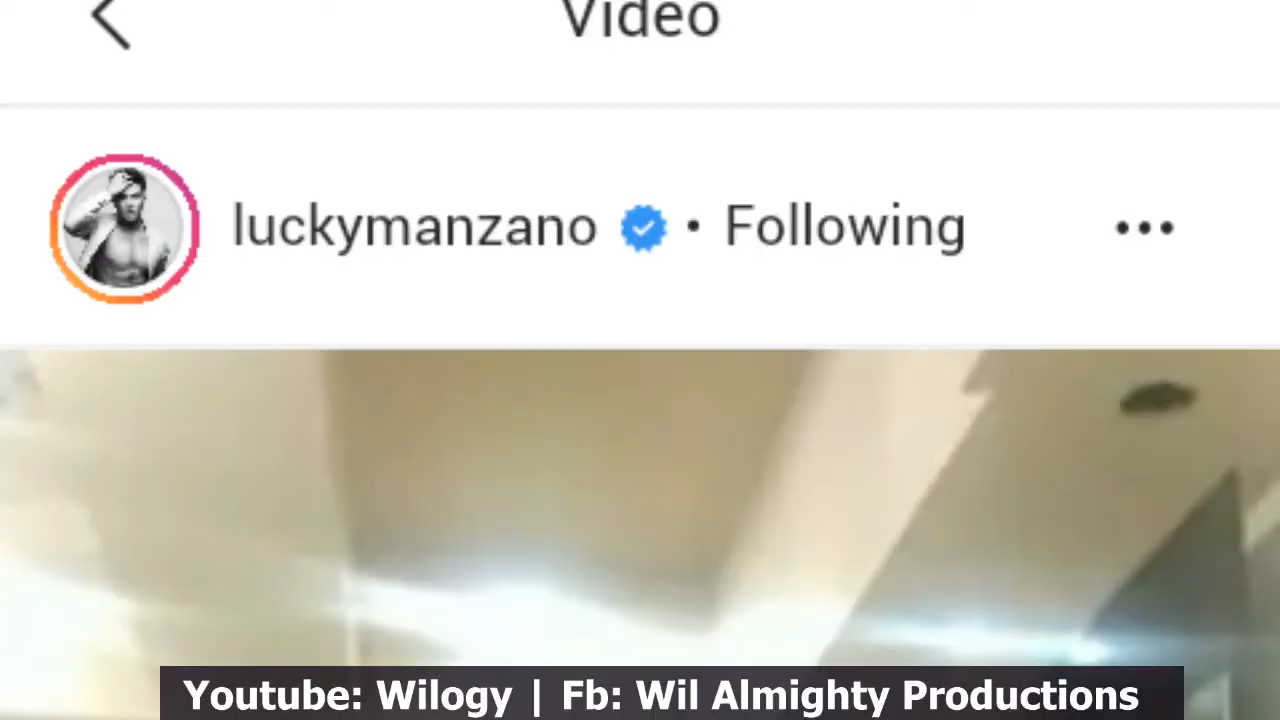 Video
luckymanzano • Following
Youtube: Wilogy | Fb: Wil Almighty Productions